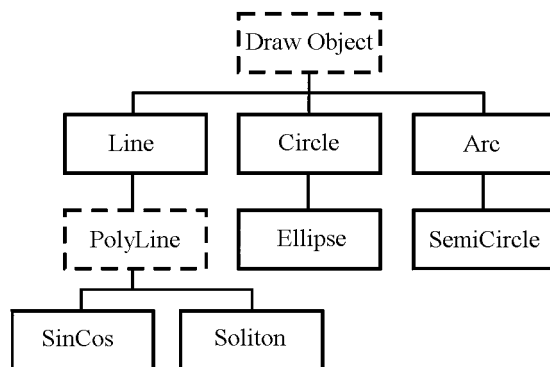 Draw Object
Line
Circle
Arc
PolyLine
Ellipse
SemiCircle
SinCos
Soliton